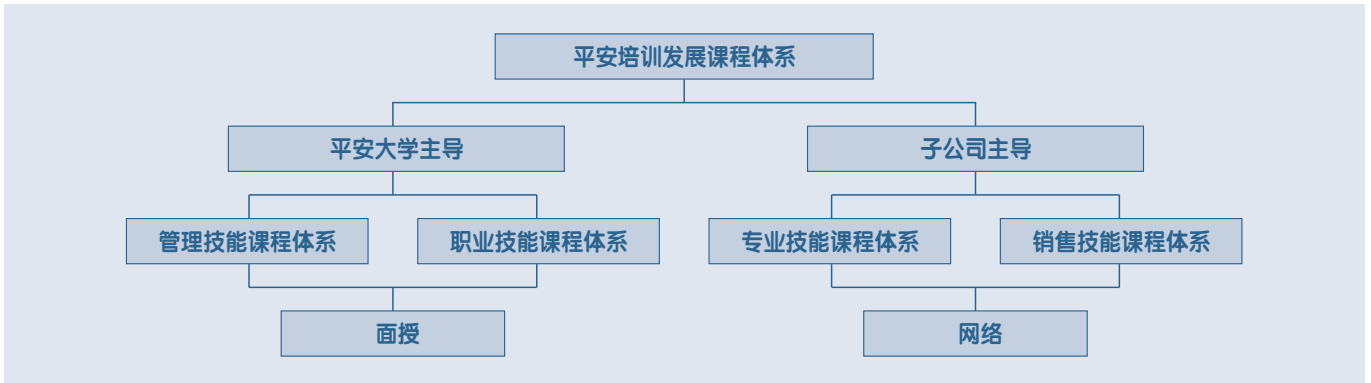 平安培训发展课程体系
平安大学主导
子公司主导
管理技能课程体系
职业技能课程体系
专业技能课程体系
销售技能课程体系
面授
网络